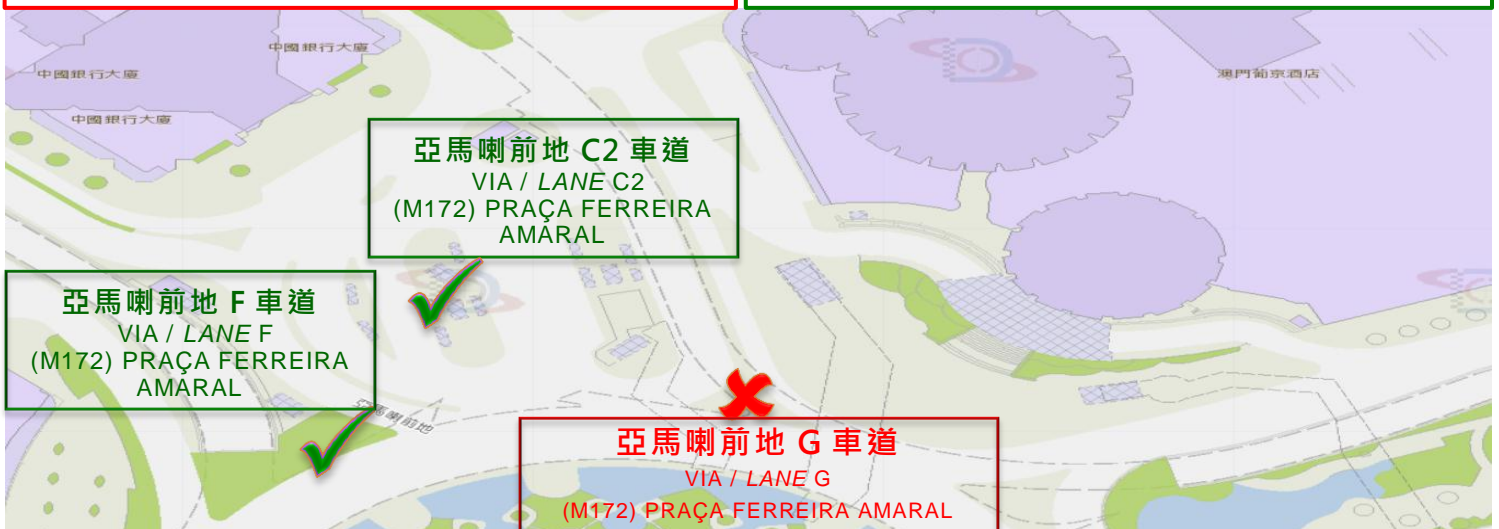 中國銀行大廈
中國銀行大廈
澳門葡京酒店
中國銀行大廈
亞馬喇前地 C2 車道
VIA / LANE C2
(M172) PRAÇA FERREIRA
AMARAL
亞馬喇前地 F 車道
VIA / LANE F
(M172) PRAÇA FERREIRA
AMARAL
亞馬喇前地
亞馬喇前地 G 車道
VIA / LANE G
(M172) PRAÇA FERREIRA AMARAL